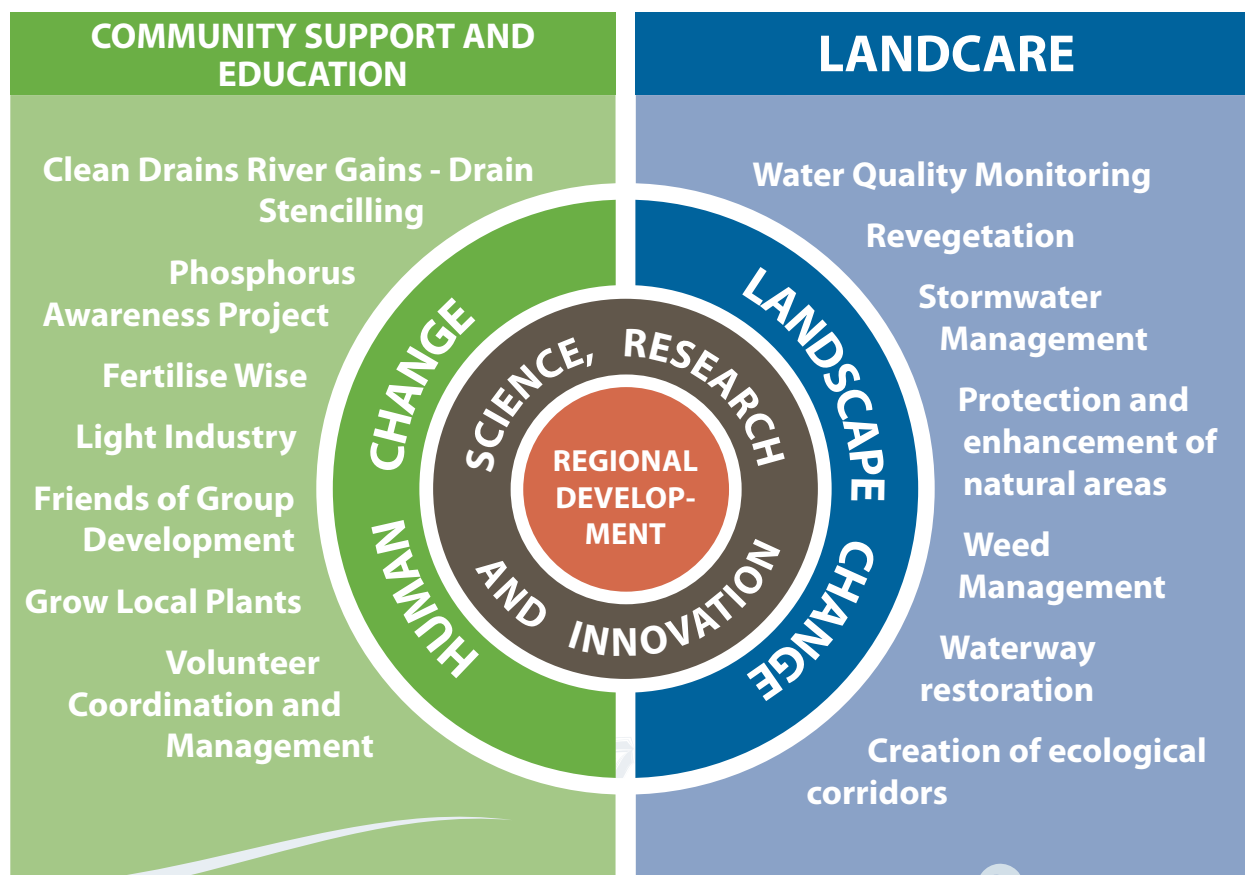 COMMUNITY SUPPORT AND
EDUCATION
Clean Drains River Gains - Drain
Stencilling
Phosphorus
Awareness Project
Fertilise Wise
Light Industry
Friends of Group
Development
Grow Local Plants
Volunteer
Coordination and
Management
HUMAN CHANGE
SCIENCE, RESEARCH
AND INNOVATION
REGIONAL
DEVELOP-
MENT
LANDSCAPE CHANGE
LANDCARE
Water Quality Monitoring
Revegetation
Stormwater
Management
Protection and
enhancement of
natural areas
Weed
Management
Waterway
restoration
Creation of ecological
corridors